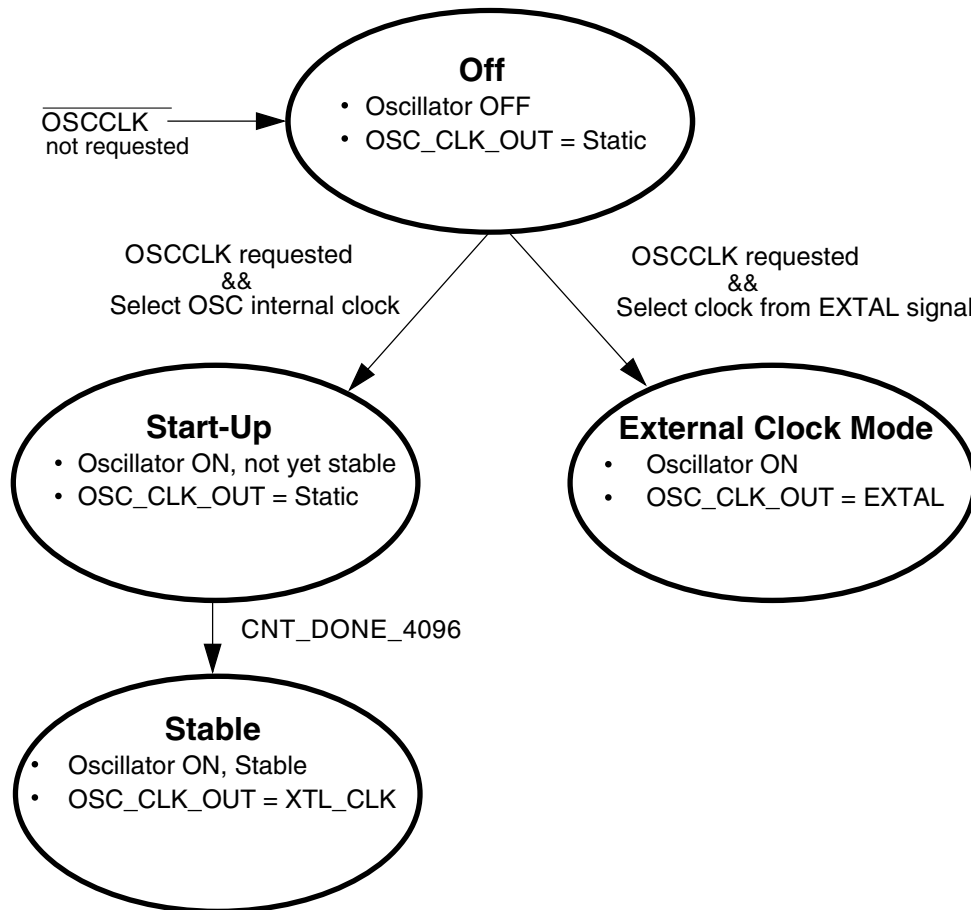 Off
• Oscillator OFF
• OSC_CLK_OUT = Static
OSCCLK
not requested
OSCCLK requested
&&
Select OSC internal clock
OSCCLK requested
&&
Select clock from EXTAL signal
Start-Up
• Oscillator ON, not yet stable
• OSC_CLK_OUT = Static
External Clock Mode
• Oscillator ON
• OSC_CLK_OUT = EXTAL
CNT_DONE_4096
Stable
• Oscillator ON, Stable
• OSC_CLK_OUT = XTL_CLK